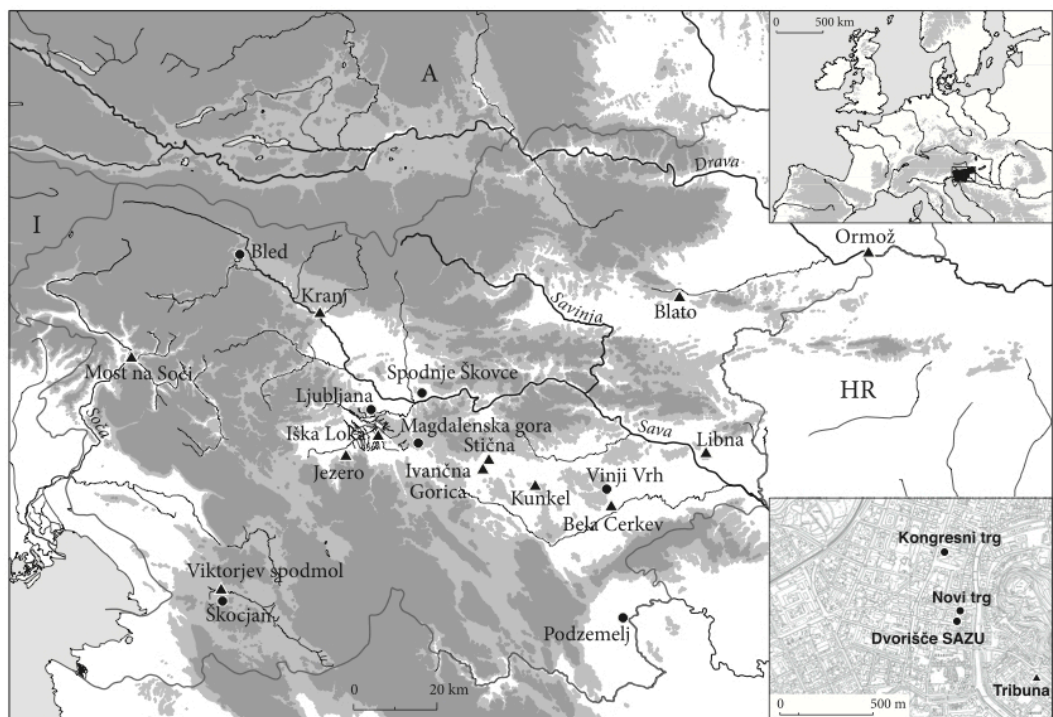 A
0 500 km
Drava
I
Ormož
Bled
Blato
Kranj
Savinja
Most na Soči
Spodnje Škovce
HR
Ljubljana
Soča
Iška Loka
Magdalenska gora
Sava
Stična
Libna
Jezero
Ivančna
Gorica
Vinji Vrh
Kunkel
Bela Cerkev
Kongresni trg
Viktorjev spodmol
Škocjan
Novi trg
Podzemelj
Dvorišče SAZU
Tribuna
0 20 km
0 500 m